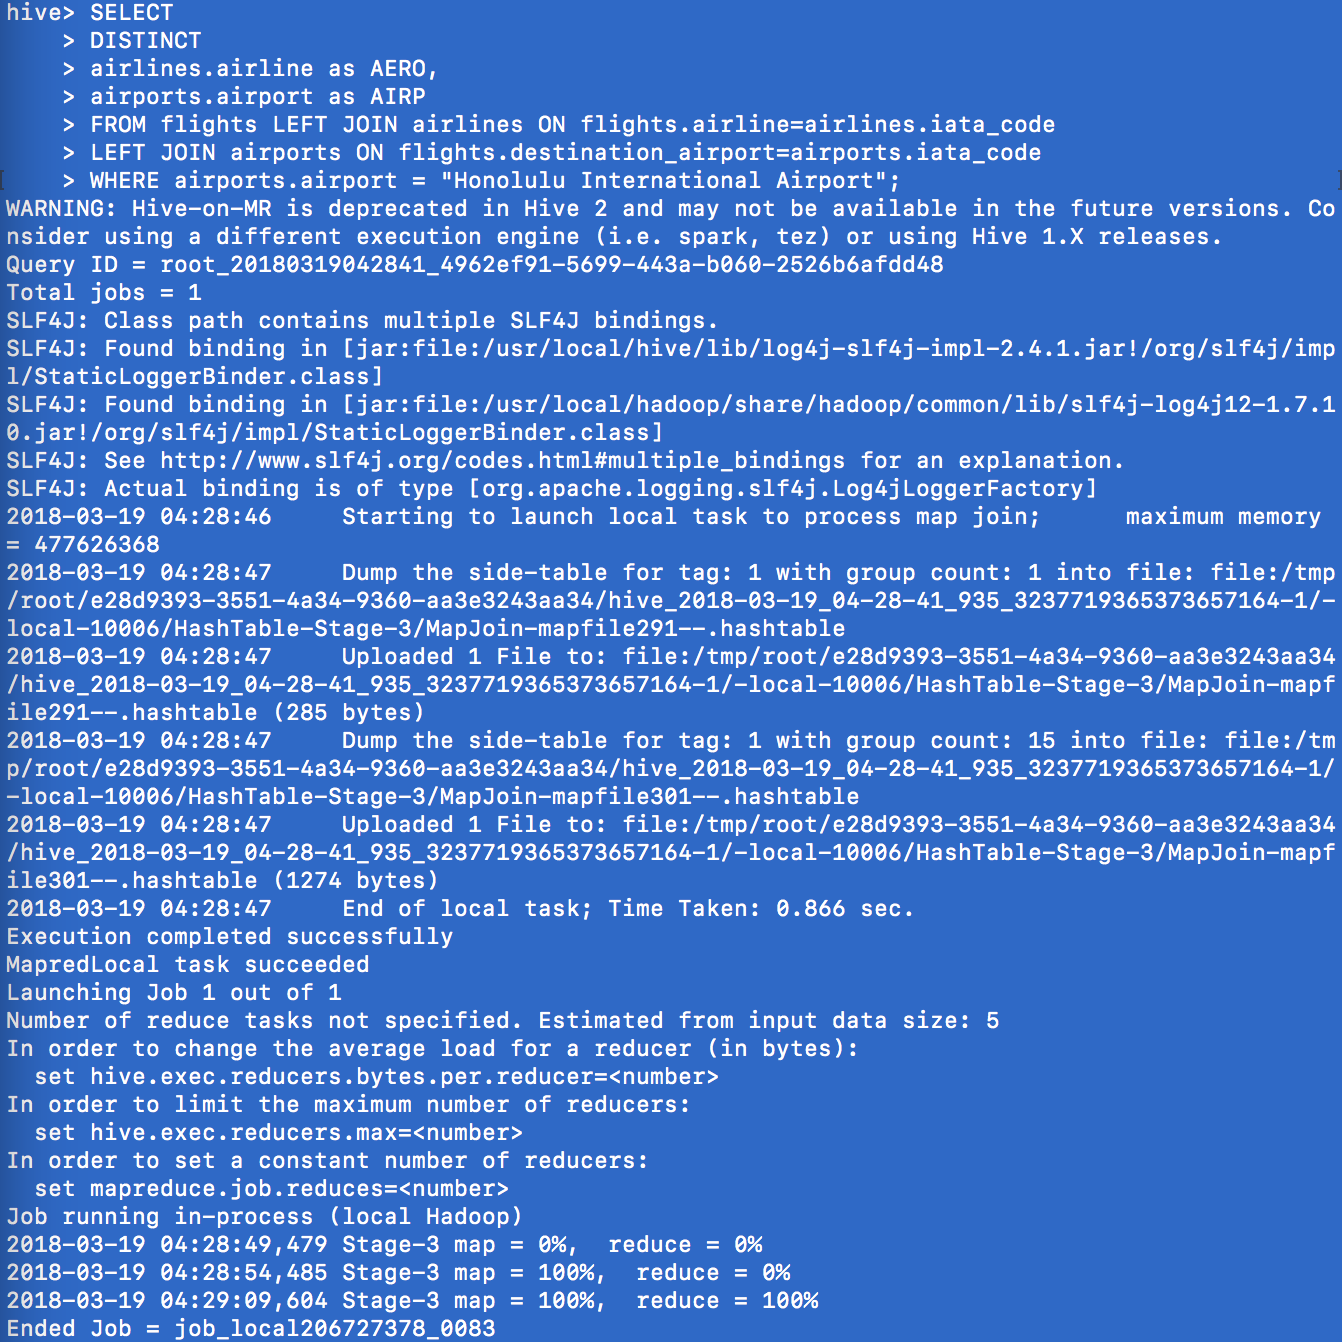 hive> SELECT
    > DISTINCT
    > airlines.airline as AERO,
    > airports.airport as AIRP
    > FROM flights LEFT JOIN airlines ON flights.airline=airlines.iata_code
    > LEFT JOIN airports ON flights.destination_airport=airports.iata_code
    > WHERE airports.airport = "Honolulu International Airport";
WARNING: Hive-on-MR is deprecated in Hive 2 and may not be available in the future versions. Co
nsider using a different execution engine (i.e. spark, tez) or using Hive 1.X releases.
Query ID = root_20180319042841_4962ef91-5699-443a-b060-2526b6afdd48
Total jobs = 1
SLF4J: Class path contains multiple SLF4J bindings.
SLF4J: Found binding in [jar:file:/usr/local/hive/lib/log4j-slf4j-impl-2.4.1.jar!/org/slf4j/imp
l/StaticLoggerBinder.class]
SLF4J: Found binding in [jar:file:/usr/local/hadoop/share/hadoop/common/lib/slf4j-log4j12-1.7.1
0.jar!/org/slf4j/impl/StaticLoggerBinder.class]
SLF4J: See http://www.slf4j.org/codes.html#multiple_bindings for an explanation.
SLF4J: Actual binding is of type [org.apache.logging.slf4j.Log4jLoggerFactory]
2018-03-19 04:28:46     Starting to launch local task to process map join;      maximum memory
= 477626368
2018-03-19 04:28:47     Dump the side-table for tag: 1 with group count: 1 into file: file:/tmp
/root/e28d9393-3551-4a34-9360-aa3e3243aa34/hive_2018-03-19_04-28-41_935_3237719365373657164-1/-
local-10006/HashTable-Stage-3/MapJoin-mapfile291--.hashtable
2018-03-19 04:28:47     Uploaded 1 File to: file:/tmp/root/e28d9393-3551-4a34-9360-aa3e3243aa34
/hive_2018-03-19_04-28-41_935_3237719365373657164-1/-local-10006/HashTable-Stage-3/MapJoin-mapf
ile291--.hashtable (285 bytes)
2018-03-19 04:28:47     Dump the side-table for tag: 1 with group count: 15 into file: file:/tm
p/root/e28d9393-3551-4a34-9360-aa3e3243aa34/hive_2018-03-19_04-28-41_935_3237719365373657164-1/
-local-10006/HashTable-Stage-3/MapJoin-mapfile301--.hashtable
2018-03-19 04:28:47     Uploaded 1 File to: file:/tmp/root/e28d9393-3551-4a34-9360-aa3e3243aa34
/hive_2018-03-19_04-28-41_935_3237719365373657164-1/-local-10006/HashTable-Stage-3/MapJoin-mapf
ile301--.hashtable (1274 bytes)
2018-03-19 04:28:47     End of local task; Time Taken: 0.866 sec.
Execution completed successfully
MapredLocal task succeeded
Launching Job 1 out of 1
Number of reduce tasks not specified. Estimated from input data size: 5
In order to change the average load for a reducer (in bytes):
  set hive.exec.reducers.bytes.per.reducer=<number>
In order to limit the maximum number of reducers:
  set hive.exec.reducers.max=<number>
In order to set a constant number of reducers:
  set mapreduce.job.reduces=<number>
Job running in-process (local Hadoop)
2018-03-19 04:28:49,479 Stage-3 map = 0%,  reduce = 0%
2018-03-19 04:28:54,485 Stage-3 map = 100%,  reduce = 0%
2018-03-19 04:29:09,604 Stage-3 map = 100%,  reduce = 100%
Ended Job = job_local206727378_0083